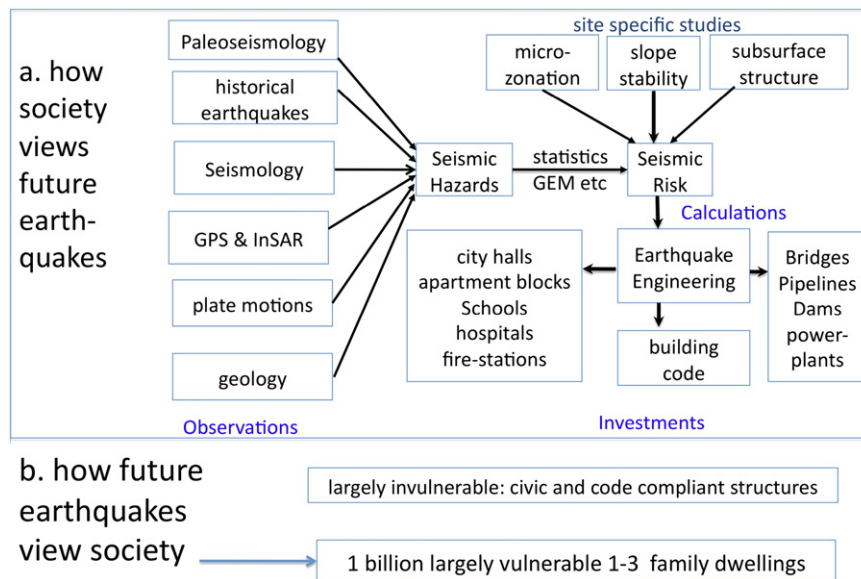 a. how
society
views
future
earth-
quakes
Paleoseismology
historical
earthquakes
Seismology
GPS & InSAR
plate motions
geology
Observations
Seismic
Hazards
statistics
GEM etc
site specific studies
micro-
zonation
slope
stability
subsurface
structure
Seismic
Risk
Calculations
city halls
apartment blocks
Schools
hospitals
fire-stations
Earthquake
Engineering
building
code
Bridges
Pipelines
Dams
power-
plants
Investments
b. how future
earthquakes
view society
largely invulnerable: civic and code compliant structures
1 billion largely vulnerable 1-3 family dwellings